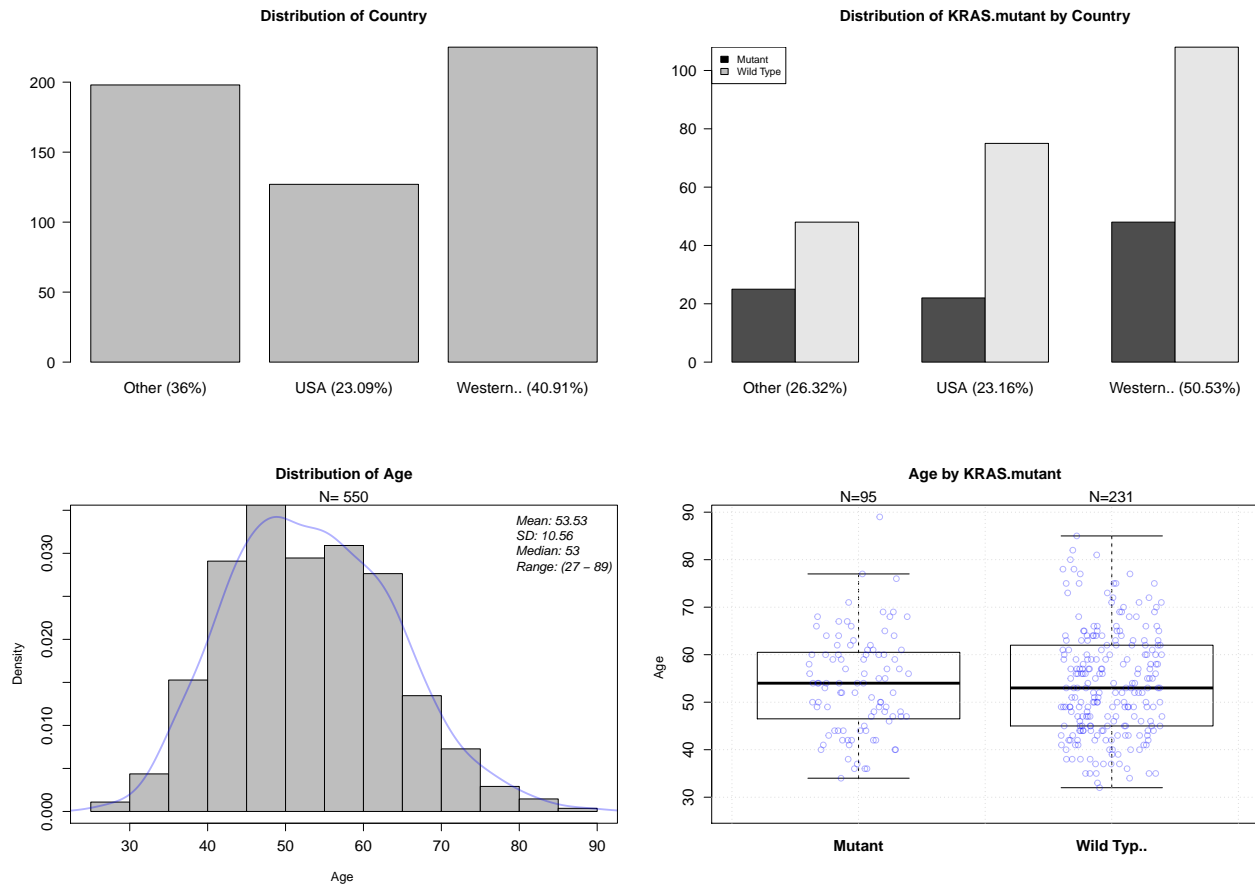 Distribution of Country
200
150
100
50
0
Other (36%)
USA (23.09%)
Western.. (40.91%)
Distribution of KRAS.mutant by Country
Mutant
Wild Type
100
80
60
40
20
0
Other (26.32%)
USA (23.16%)
Western.. (50.53%)
Distribution of Age
N= 550
Mean: 53.53
SD: 10.56
Median: 53
Range: (27 − 89)
Density
0.030
0.020
0.010
0.000
30
40
50
60
70
80
90
Age
Age by KRAS.mutant
N=95
N=231
Age
90
80
70
60
50
40
30
Mutant
Wild Typ..